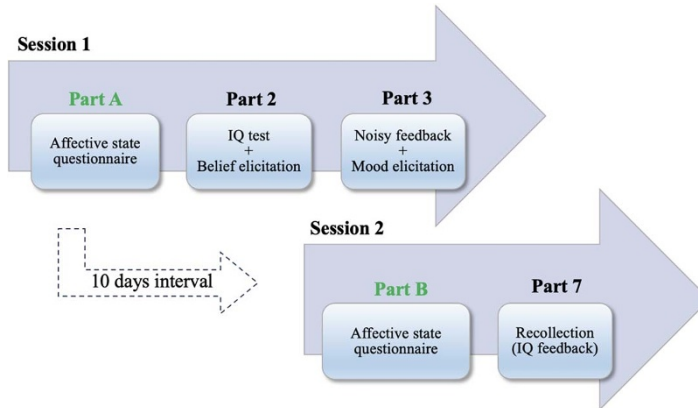 Session 1
Part A
Affective state
questionnaire
Part 2
IQ test
+
Belief elicitation
Part 3
Noisy feedback
+
Mood elicitation
10 days interval
Session 2
Part B
Affective state
questionnaire
Part 7
Recollection
(IQ feedback)